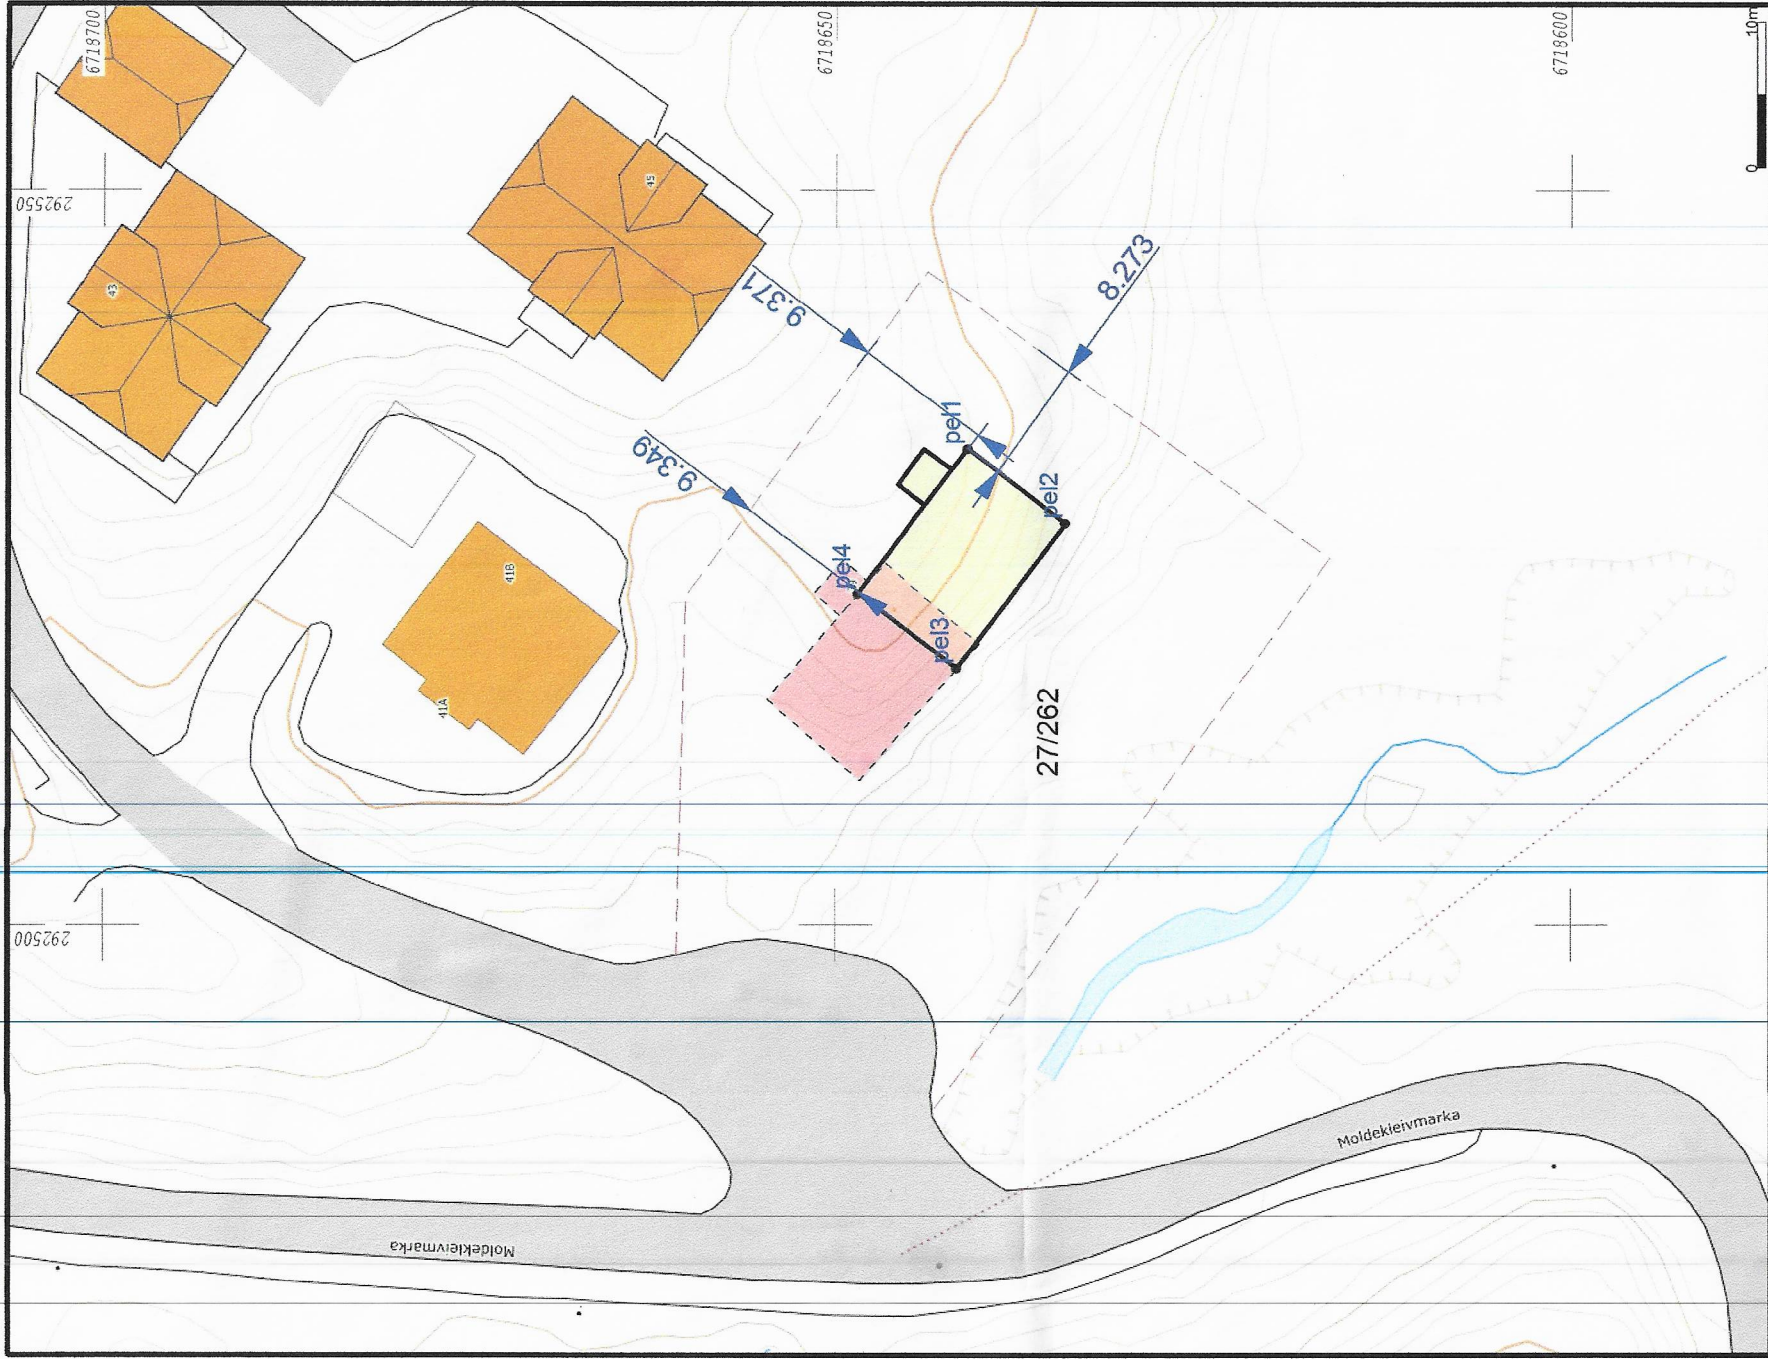 6718700
6718650
6718600
10m
0
292550
43
45
9.371
8.273
9.349
pel1
pel2
pel4
pel3
41B
41A
27/262
292500
Moldekleivmarka
Moldekleivmarka